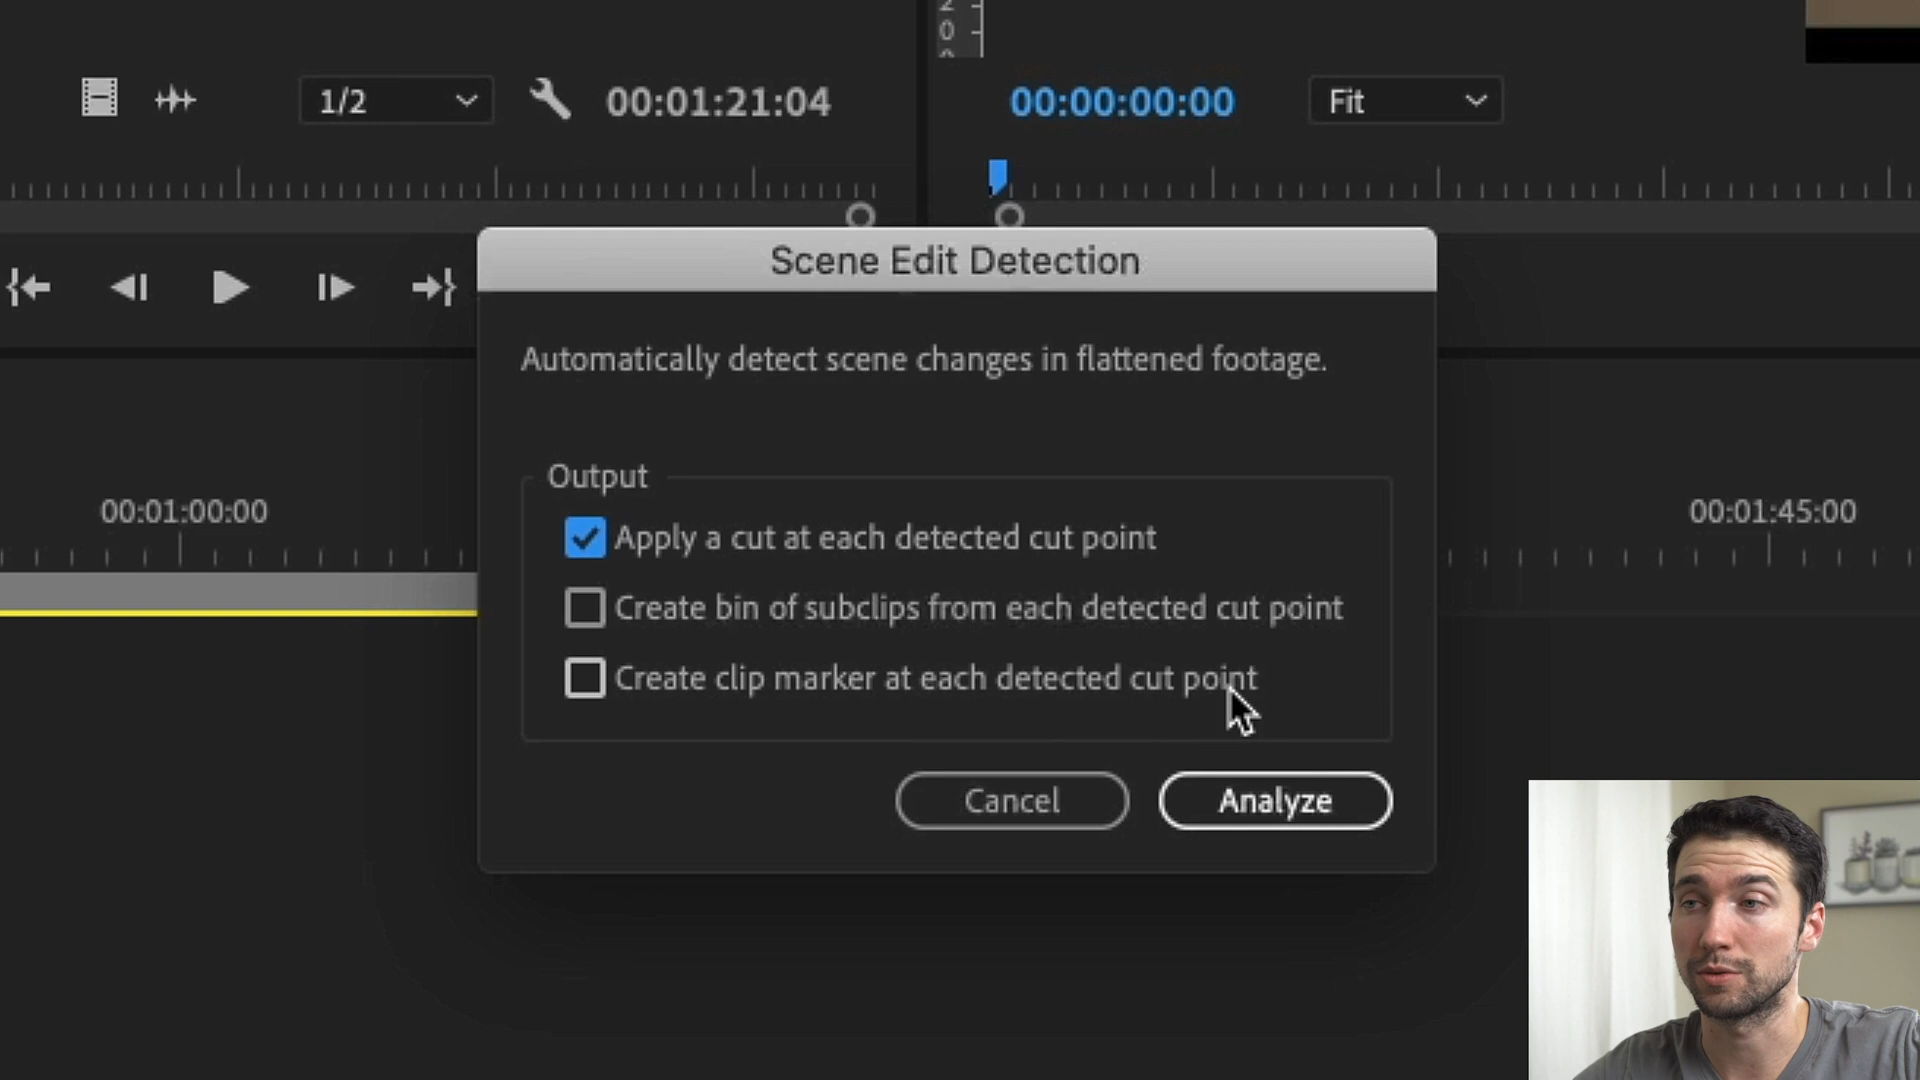 2
0
1/2
00:01:21:04
00:00:00:00
Fit
Scene Edit Detection
Automatically detect scene changes in flattened footage.
Output
00:01:00:00
00:01:45:00
Apply a cut at each detected cut point
Create bin of subclips from each detected cut point
Create clip marker at each detected cut point
Cancel
Analyze